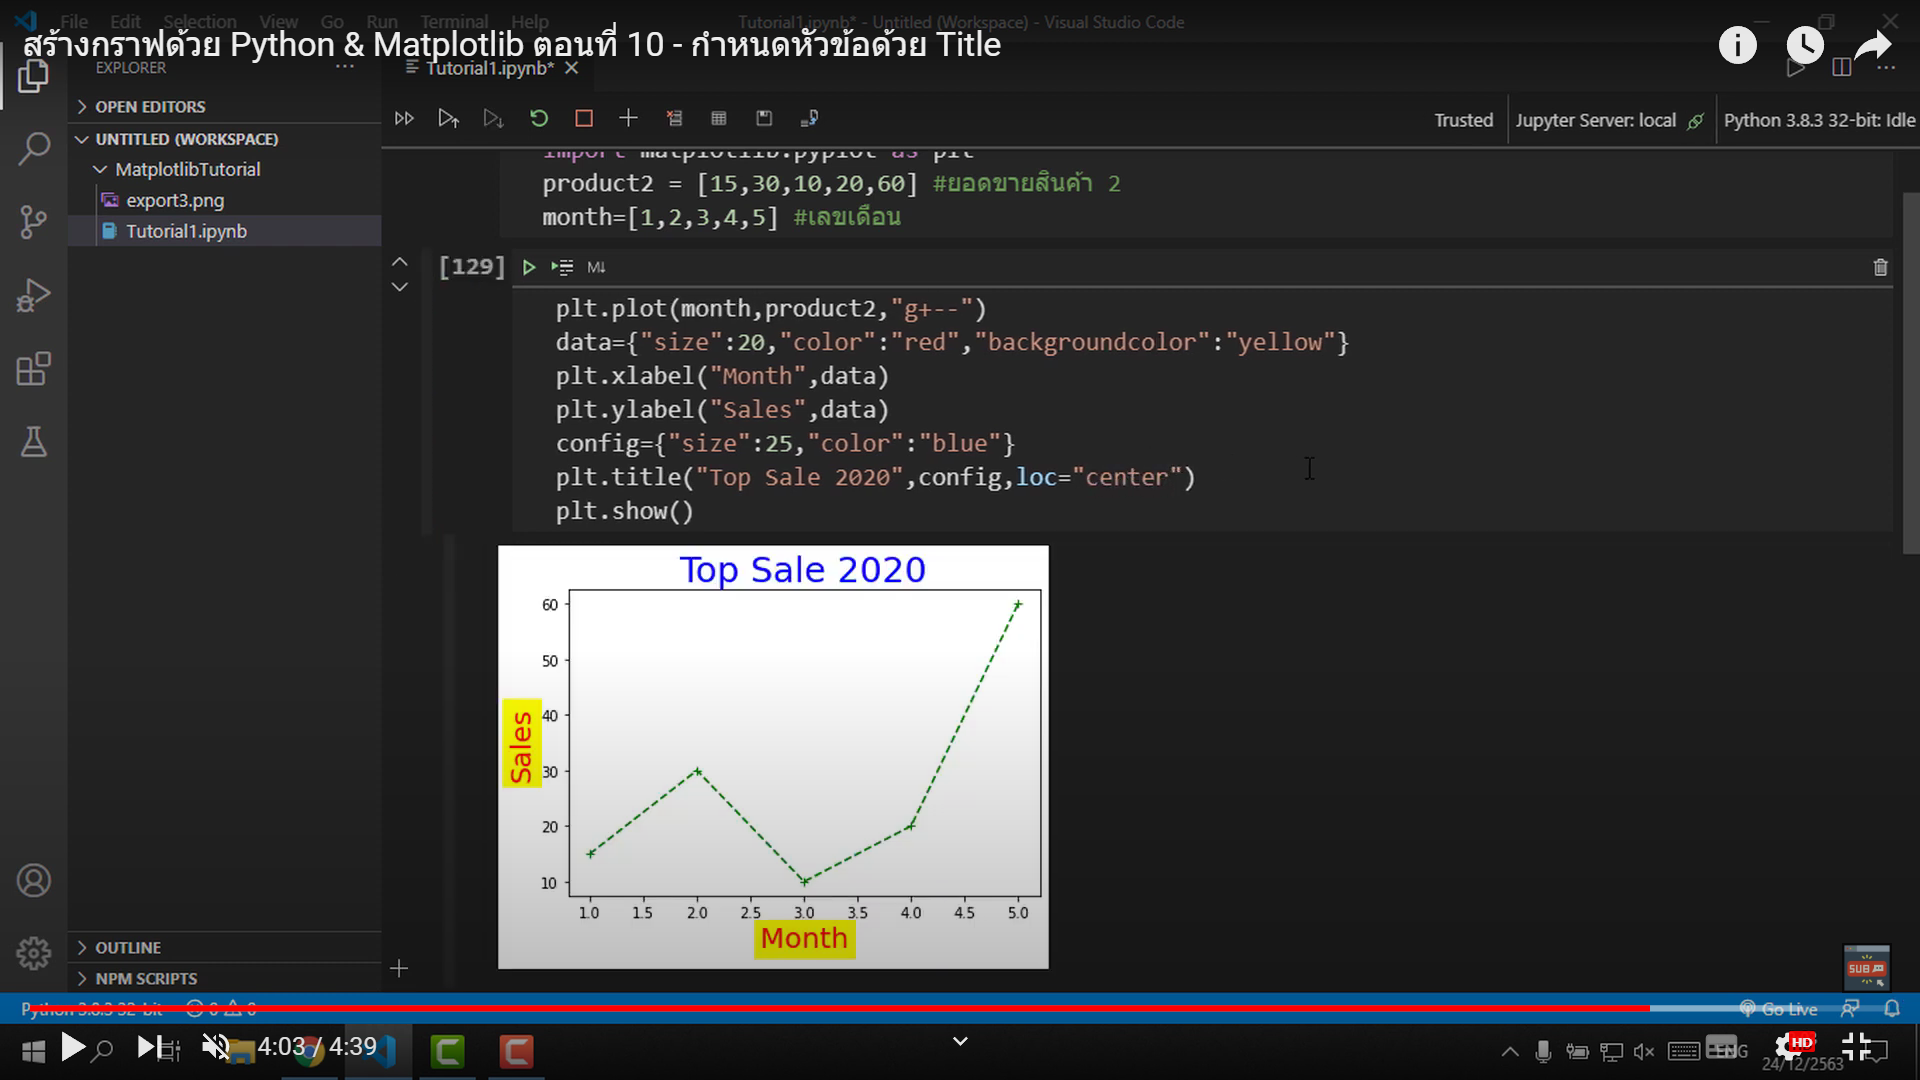 File Edit Selection View Go Run Terminal Help Tutorial1.ipynb* - Untitled (Workspace) - Visual Studio Code
สร้างกราฟด้วย Python & Matplotlib ตอนที่ 10 - กำหนดหัวข้อด้วย Title
EXPLORER
Tutorial1.ipynb*
OPEN EDITORS
UNTITLED (WORKSPACE)
MatplotlibTutorial
export3.png
Tutorial1.ipynb
Trusted
Jupyter Server: local
Python 3.8.3 32-bit: Idle
import matplotlib.pyplot as plt
product2 = [15,30,10,20,60] #ยอดขายสินค้า 2
month=[1,2,3,4,5] #เลขเดือน
[129]
M↓
plt.plot(month,product2,"g+--")
data={"size":20,"color":"red","backgroundcolor":"yellow"}
plt.xlabel("Month",data)
plt.ylabel("Sales",data)
config={"size":25,"color":"blue"}
plt.title("Top Sale 2020",config,loc="center")
plt.show()
Top Sale 2020
60
50
40
30
20
10
Sales
1.0 1.5 2.0 2.5 3.0 3.5 4.0 4.5 5.0
Month
OUTLINE
NPM SCRIPTS
SUB
Python 3.8.3 32-bit 0 0
Go Live
4:03 / 4:39
ENG
HD
24/12/2563